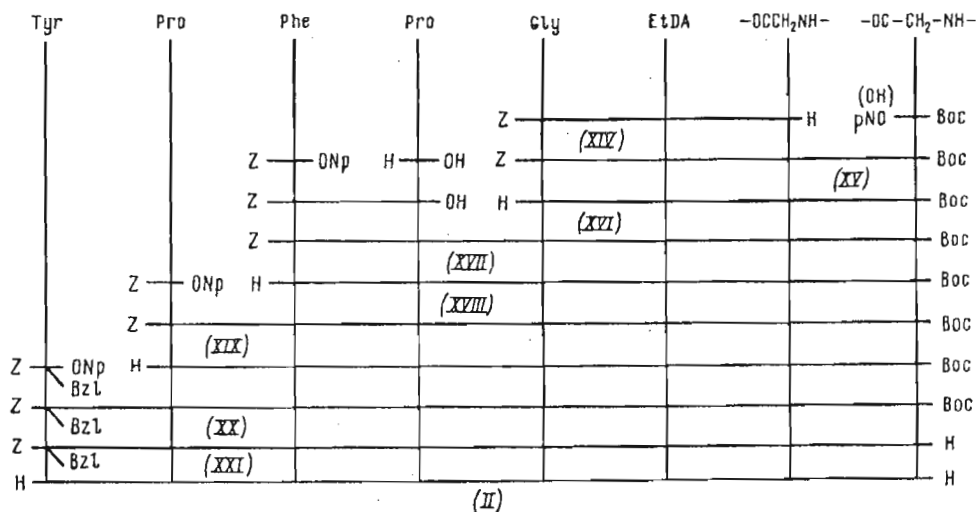 Tyr Pro Phe Pro Gly EtDA -OCCH₂NH- -OC-CH₂-NH-
(OH)
Z H pNO Boc
(XIV)
Z ONp H OH Z Boc
(XV)
Z OH H Boc
(XVI)
Z Boc
(XVII)
Z ONp H Boc
(XVIII)
Z Boc
(XIX)
Z ONp H Boc
Bzl
Z Boc
Bzl (XX)
Z H
Bzl (XXI)
H H
(II)